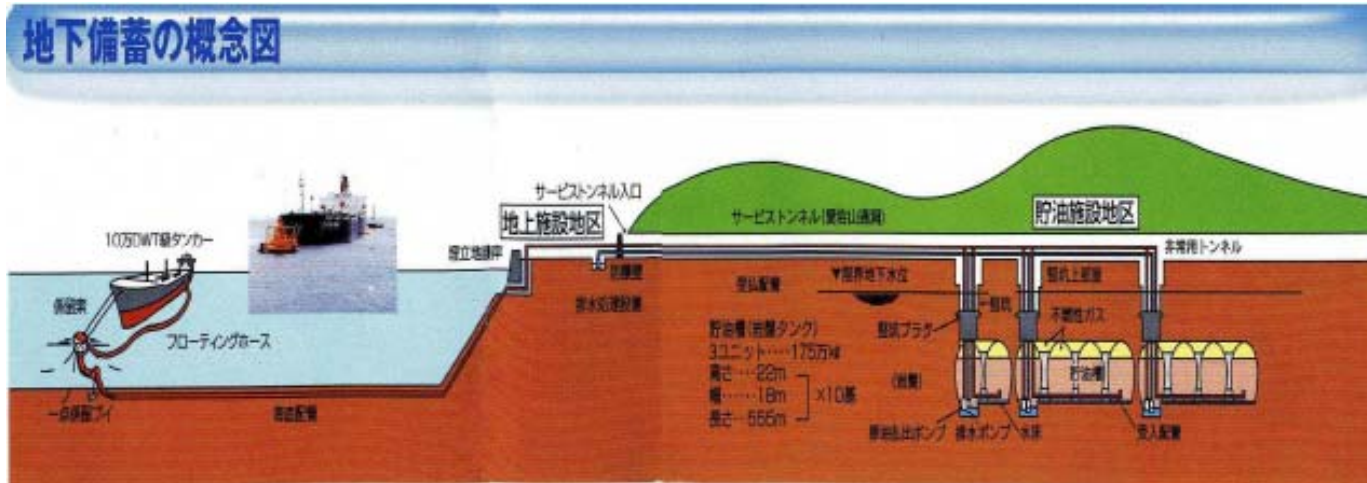 地下備蓄の概念図
サービストンネル入口
地上施設地区
サービストンネル(愛宕山通洞)
貯油施設地区
10万DWT級タンカー
埋立地護岸
非常用トンネル
係留索
フローティングホース
防護壁
排水処理設備
受払配管
▼限界地下水位
竪坑上部室
竪坑
竪坑プラグ
不燃性ガス
貯油槽(岩盤タンク)
3ユニット‥‥175万㎘
高さ‥‥22m
幅‥‥‥18m
長さ‥555m
×10基
(岩盤)
貯油槽
一点係留ブイ
海底配管
原油払出ポンプ
排水ポンプ
水床
受入配管